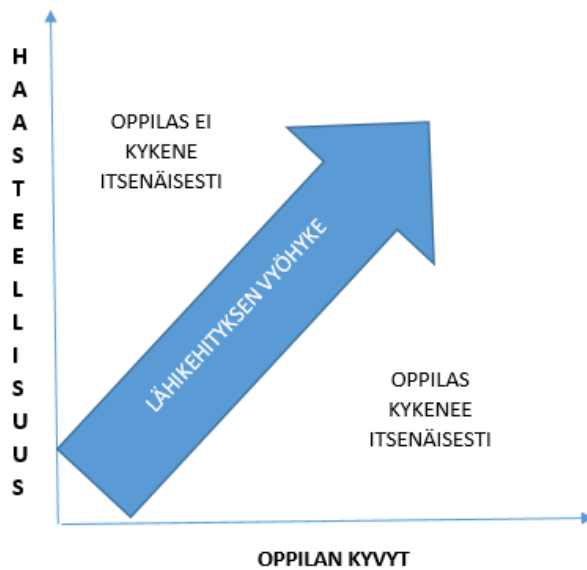 HAASTEELLISUUS
OPPILAS EI
KYKENE
ITSENÄISESTI
LÄHIKEHITYKSEN VYÖHYKE
OPPILAS
KYKENEE
ITSENÄISESTI
OPPILAN KYVYT